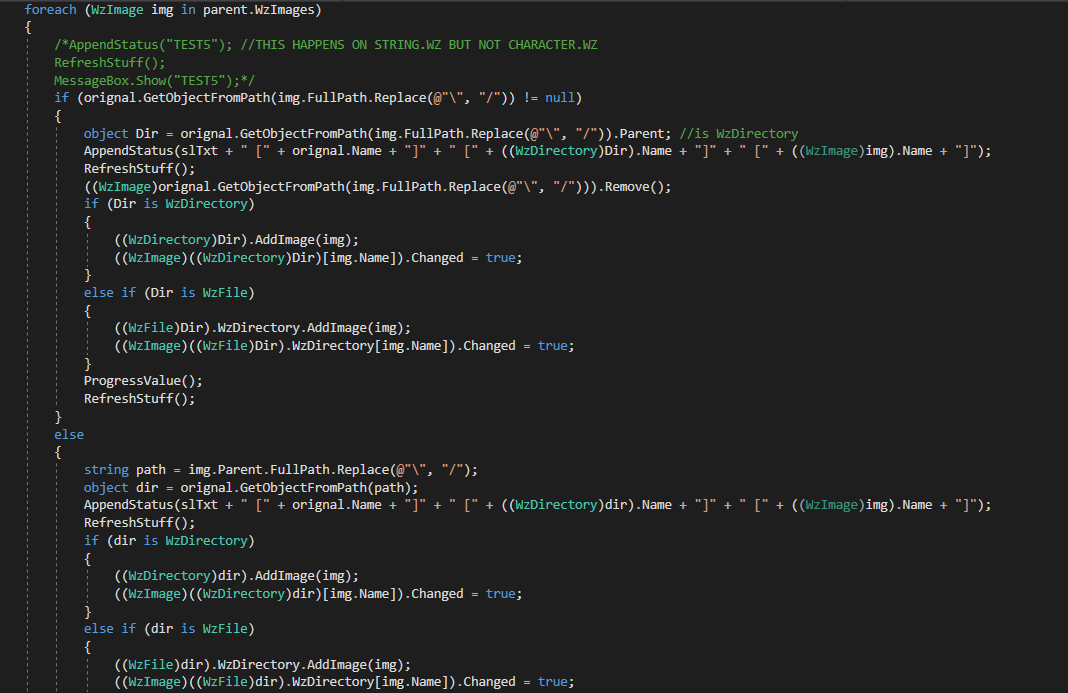 foreach (WzImage img in parent.WzImages)
{
/*AppendStatus("TEST5"); //THIS HAPPENS ON STRING.WZ BUT NOT CHARACTER.WZ
RefreshStuff();
MessageBox.Show("TEST5");*/
if (orignal.GetObjectFromPath(img.FullPath.Replace(@"\", "/")) != null)
{
object Dir = orignal.GetObjectFromPath(img.FullPath.Replace(@"\", "/")).Parent; //is WzDirectory
AppendStatus(slTxt + " [" + orignal.Name + "]" + " [" + ((WzDirectory)Dir).Name + "]" + " [" + ((WzImage)img).Name + "]");
RefreshStuff();
((WzImage)orignal.GetObjectFromPath(img.FullPath.Replace(@"\", "/"))).Remove();
if (Dir is WzDirectory)
{
((WzDirectory)Dir).AddImage(img);
((WzImage)((WzDirectory)Dir)[img.Name]).Changed = true;
}
else if (Dir is WzFile)
{
((WzFile)Dir).WzDirectory.AddImage(img);
((WzImage)((WzFile)Dir).WzDirectory[img.Name]).Changed = true;
}
ProgressValue();
RefreshStuff();
}
else
{
string path = img.Parent.FullPath.Replace(@"\", "/");
object dir = orignal.GetObjectFromPath(path);
AppendStatus(slTxt + " [" + orignal.Name + "]" + " [" + ((WzDirectory)dir).Name + "]" + " [" + ((WzImage)img).Name + "]");
RefreshStuff();
if (dir is WzDirectory)
{
((WzDirectory)dir).AddImage(img);
((WzImage)((WzDirectory)dir)[img.Name]).Changed = true;
}
else if (dir is WzFile)
{
((WzFile)dir).WzDirectory.AddImage(img);
((WzImage)((WzFile)dir).WzDirectory[img.Name]).Changed = true;